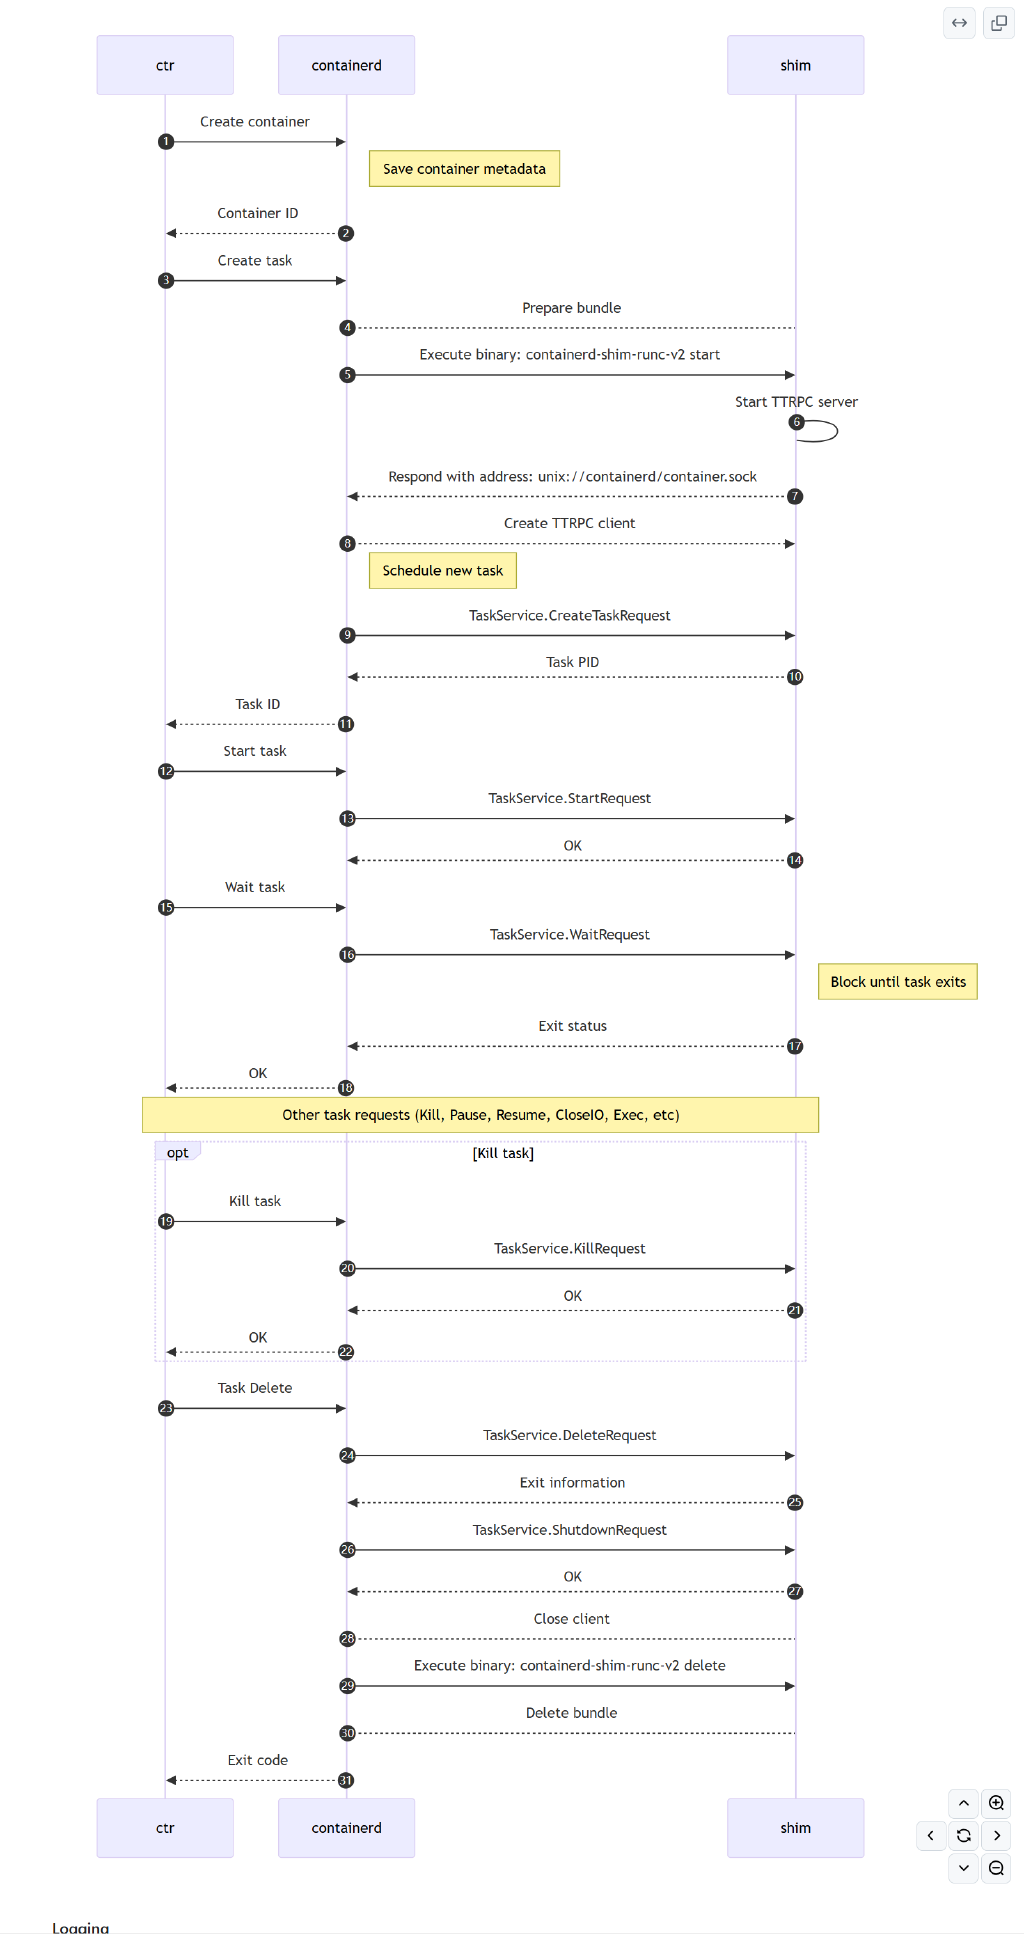 ctr
containerd
shim
Create container
1
Save container metadata
Container ID
2
Create task
3
Prepare bundle
4
Execute binary: containerd-shim-runc-v2 start
5
Start TTRPC server
6
Respond with address: unix://containerd/container.sock
7
Create TTRPC client
8
Schedule new task
TaskService.CreateTaskRequest
9
Task PID
10
Task ID
11
Start task
12
TaskService.StartRequest
13
OK
14
Wait task
15
TaskService.WaitRequest
16
Block until task exits
Exit status
17
OK
18
Other task requests (Kill, Pause, Resume, CloseIO, Exec, etc)
opt
[Kill task]
Kill task
19
TaskService.KillRequest
20
OK
21
OK
22
Task Delete
23
TaskService.DeleteRequest
24
Exit information
25
TaskService.ShutdownRequest
26
OK
27
Close client
28
Execute binary: containerd-shim-runc-v2 delete
29
Delete bundle
30
Exit code
31
ctr
containerd
shim
Logging